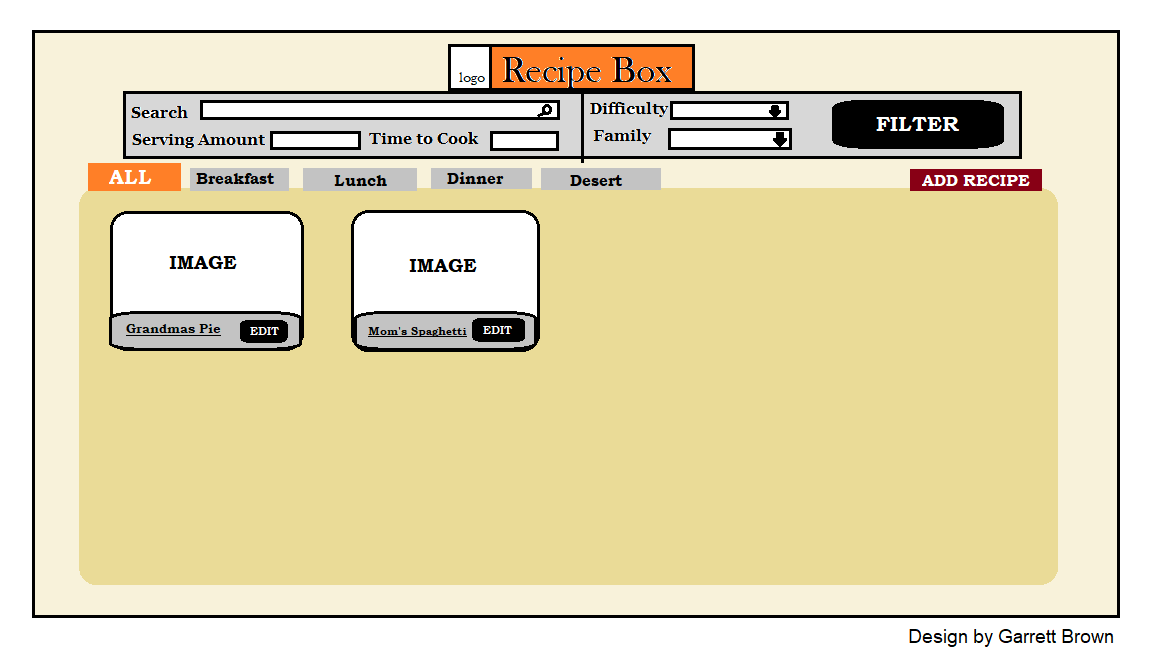 logo Recipe Box
Search Difficulty FILTER
Serving Amount Time to Cook Family
ALL Breakfast Lunch Dinner Desert ADD RECIPE
IMAGE IMAGE
Grandmas Pie EDIT Mom's Spaghetti EDIT
Design by Garrett Brown